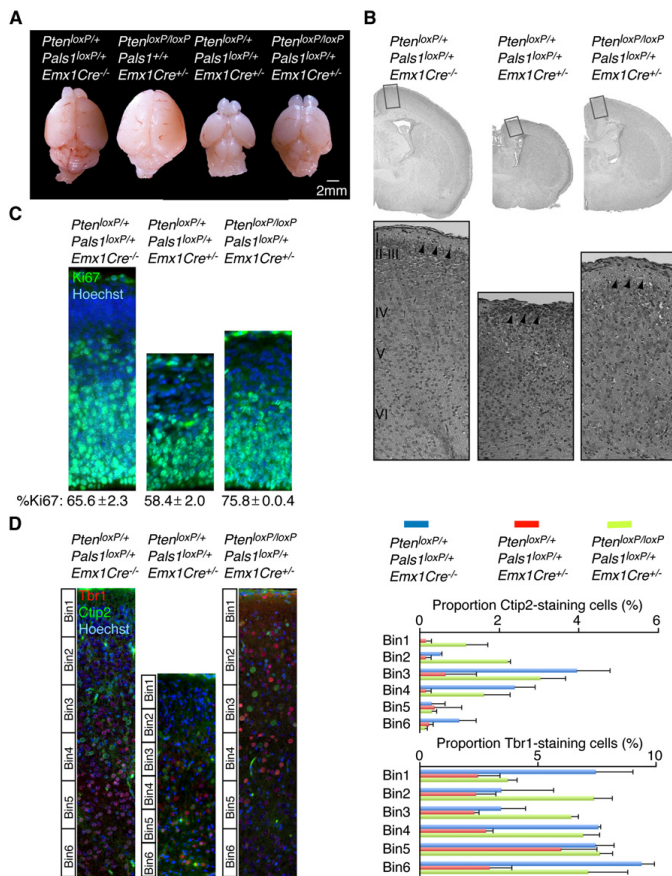 A
Pten^loxP/+ Pten^loxP/loxP Pten^loxP/+ Pten^loxP/loxP
Pals1^loxP/+ Pals1^+/+ Pals1^loxP/+ Pals1^loxP/+
Emx1Cre^-/- Emx1Cre^+/- Emx1Cre^+/- Emx1Cre^+/-
2mm
B
Pten^loxP/+ Pten^loxP/+ Pten^loxP/loxP
Pals1^loxP/+ Pals1^loxP/+ Pals1^loxP/+
Emx1Cre^-/- Emx1Cre^+/- Emx1Cre^+/-
I
II-III
IV
V
VI
C
Pten^loxP/+ Pten^loxP/+ Pten^loxP/loxP
Pals1^loxP/+ Pals1^loxP/+ Pals1^loxP/+
Emx1Cre^-/- Emx1Cre^+/- Emx1Cre^+/-
Ki67
Hoechst
%Ki67: 65.6±2.3 58.4±2.0 75.8±0.0.4
D
Pten^loxP/+ Pten^loxP/+ Pten^loxP/loxP
Pals1^loxP/+ Pals1^loxP/+ Pals1^loxP/+
Emx1Cre^-/- Emx1Cre^+/- Emx1Cre^+/-
Tbr1
Ctip2
Hoechst
Bin1
Bin2
Bin3
Bin4
Bin5
Bin6
Bin1
Bin2
Bin3
Bin4
Bin5
Bin6
Bin1
Bin2
Bin3
Bin4
Bin5
Bin6
Pten^loxP/+ Pten^loxP/+ Pten^loxP/loxP
Pals1^loxP/+ Pals1^loxP/+ Pals1^loxP/+
Emx1Cre^-/- Emx1Cre^+/- Emx1Cre^+/-
Proportion Ctip2-staining cells (%)
0 2 4 6
Bin1
Bin2
Bin3
Bin4
Bin5
Bin6
Proportion Tbr1-staining cells (%)
0 5 10
Bin1
Bin2
Bin3
Bin4
Bin5
Bin6